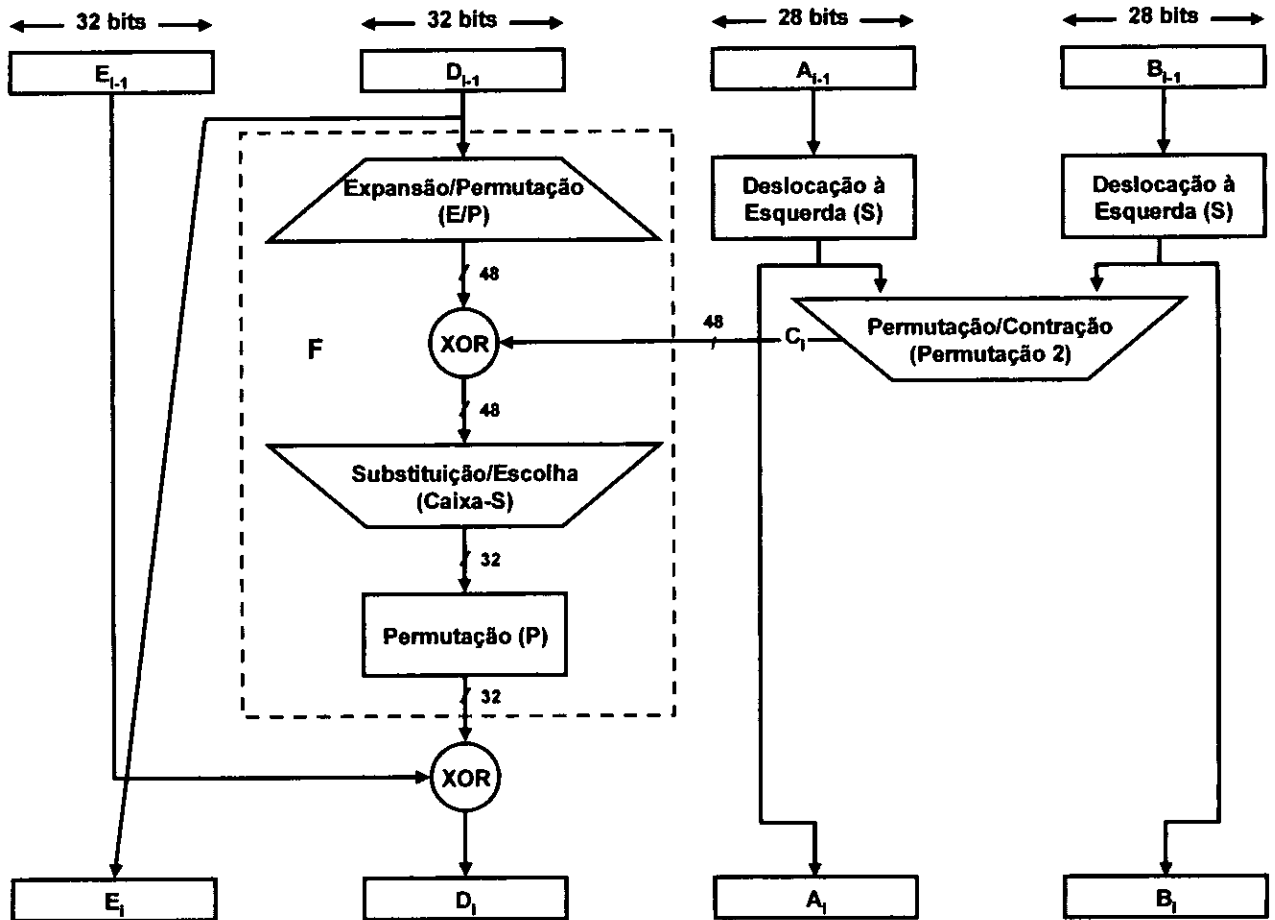 32 bits
32 bits
28 bits
28 bits
E i-1
D i-1
A i-1
B i-1
Expansão/Permutação
(E/P)
Deslocação à
Esquerda (S)
Deslocação à
Esquerda (S)
48
F
XOR
48
C i
Permutação/Contração
(Permutação 2)
48
Substituição/Escolha
(Caixa-S)
32
Permutação (P)
32
XOR
E i
D i
A i
B i